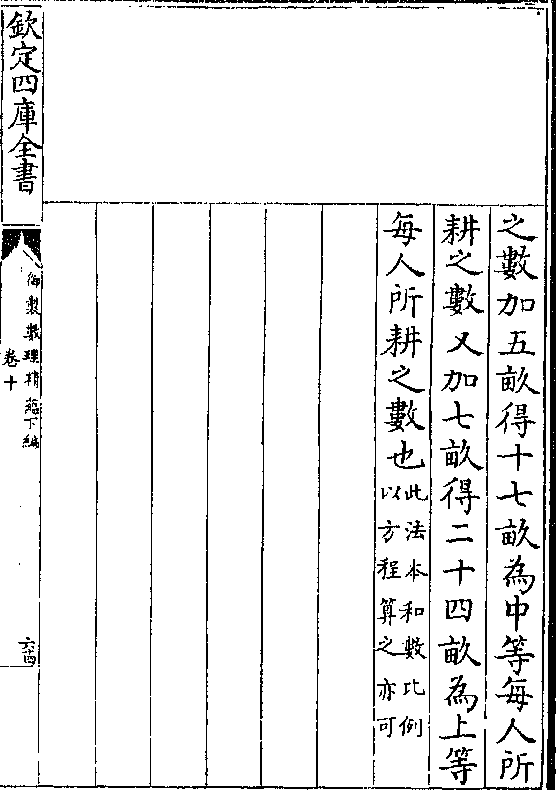 之數加五畝得十七畝為中等每人所
耕之數又加七畝得二十四畝為上等
每人所耕之數也此法本和數比例
以方程算之亦可
欽定四庫全書
御製數理精蘊下編
卷十
六十四